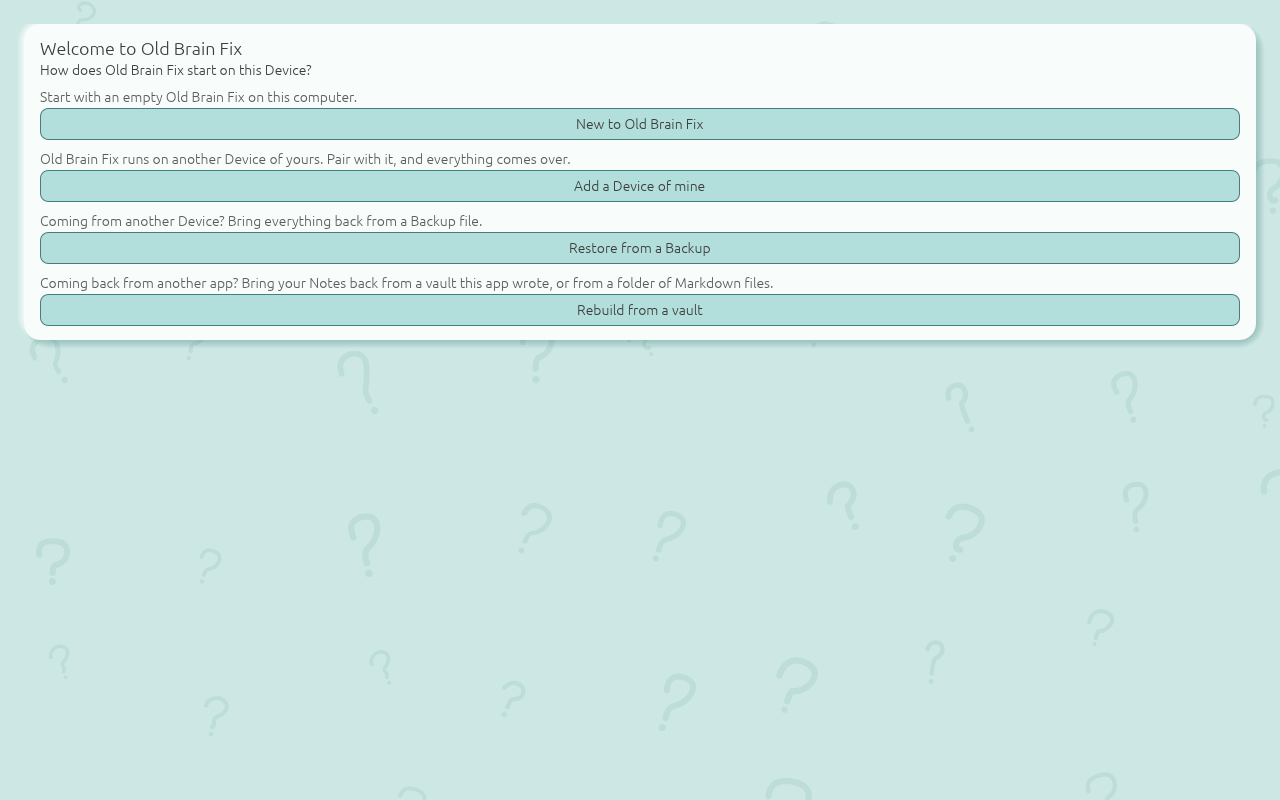 Welcome to Old Brain Fix
How does Old Brain Fix start on this Device?
Start with an empty Old Brain Fix on this computer.
New to Old Brain Fix
Old Brain Fix runs on another Device of yours. Pair with it, and everything comes over.
Add a Device of mine
Coming from another Device? Bring everything back from a Backup file.
Restore from a Backup
Coming back from another app? Bring your Notes back from a vault this app wrote, or from a folder of Markdown files.
Rebuild from a vault